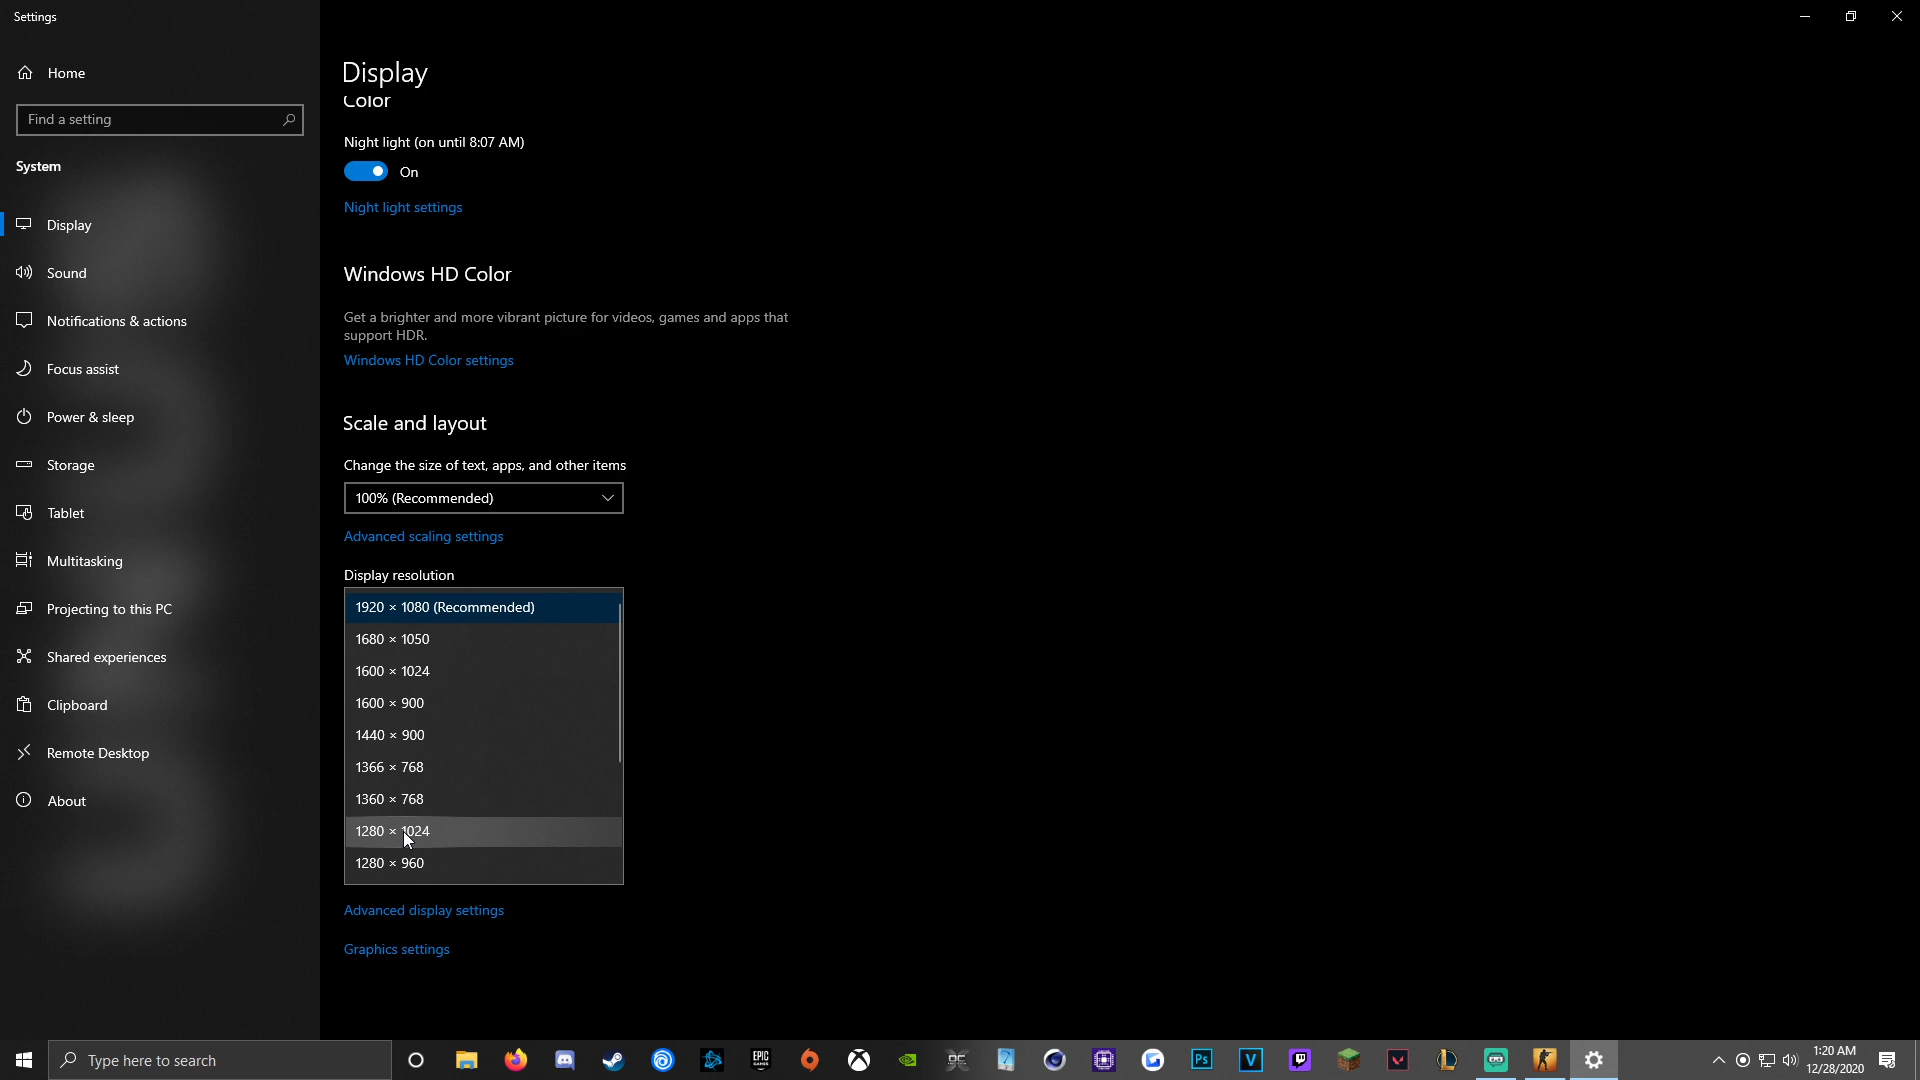 Settings
Home
Find a setting
System
Display
Sound
Notifications & actions
Focus assist
Power & sleep
Storage
Tablet
Multitasking
Projecting to this PC
Shared experiences
Clipboard
Remote Desktop
About
Display
Color
Night light (on until 8:07 AM)
On
Night light settings
Windows HD Color
Get a brighter and more vibrant picture for videos, games and apps that
support HDR.
Windows HD Color settings
Scale and layout
Change the size of text, apps, and other items
100% (Recommended)
Advanced scaling settings
Display resolution
1920 × 1080 (Recommended)
1680 × 1050
1600 × 1024
1600 × 900
1440 × 900
1366 × 768
1360 × 768
1280 × 1024
1280 × 960
Advanced display settings
Graphics settings
Type here to search
EPIC
GAMES
Ps
V
1:20 AM
12/28/2020